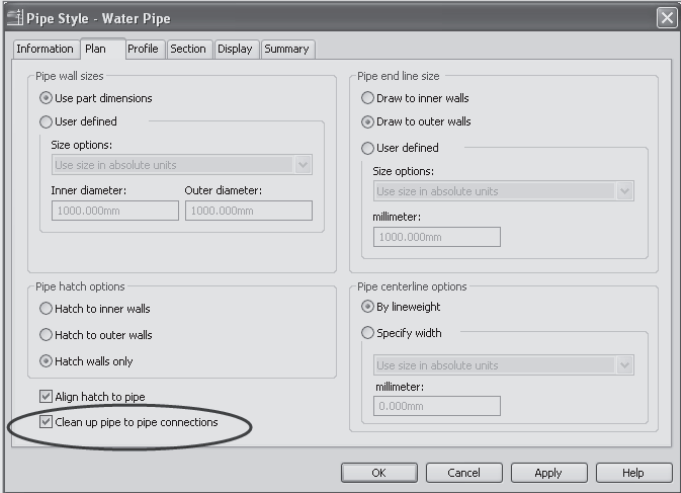 Pipe Style - Water Pipe
Information Plan Profile Section Display Summary
Pipe wall sizes
Use part dimensions
User defined
Size options:
Use size in absolute units
Inner diameter: Outer diameter:
1000.000mm 1000.000mm
Pipe end line size
Draw to inner walls
Draw to outer walls
User defined
Size options:
Use size in absolute units
millimeter:
1000.000mm
Pipe hatch options
Hatch to inner walls
Hatch to outer walls
Hatch walls only
Align hatch to pipe
Clean up pipe to pipe connections
Pipe centerline options
By lineweight
Specify width
Use size in absolute units
millimeter:
0.000mm
OK Cancel Apply Help